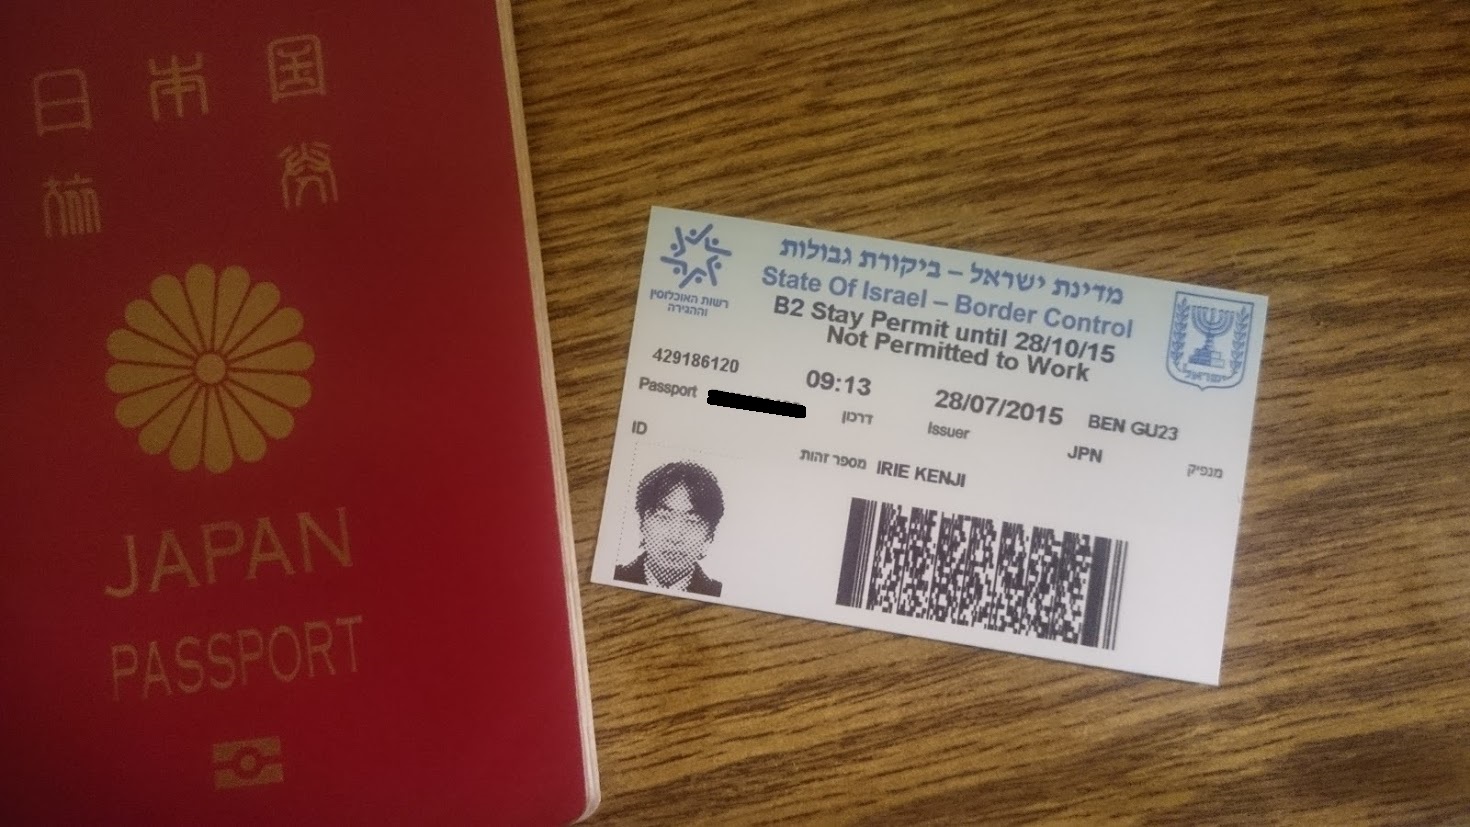 日本国
旅券
JAPAN
PASSPORT
רשות האוכלוסין
וההגירה
מדינת ישראל – ביקורת גבולות
State Of Israel – Border Control
B2 Stay Permit until 28/10/15
Not Permitted to Work
ישראל
429186120 09:13 28/07/2015 BEN GU23
Passport דרכון Issuer JPN מנפיק
ID מספר זהות IRIE KENJI